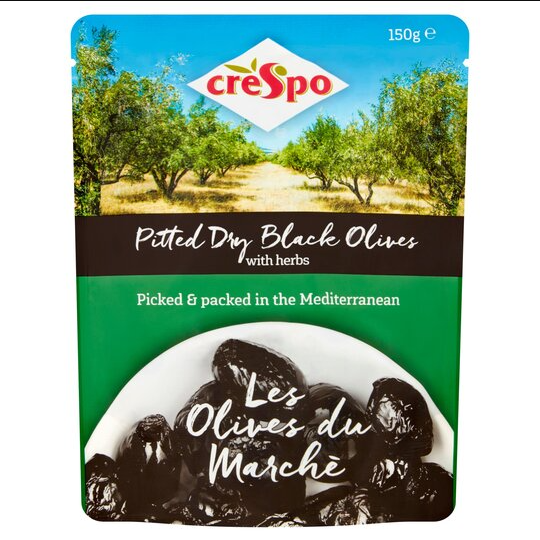 150g ℮
creSpo
Pitted Dry Black Olives
with herbs
Picked & packed in the Mediterranean
Les
Olives du
Marchè